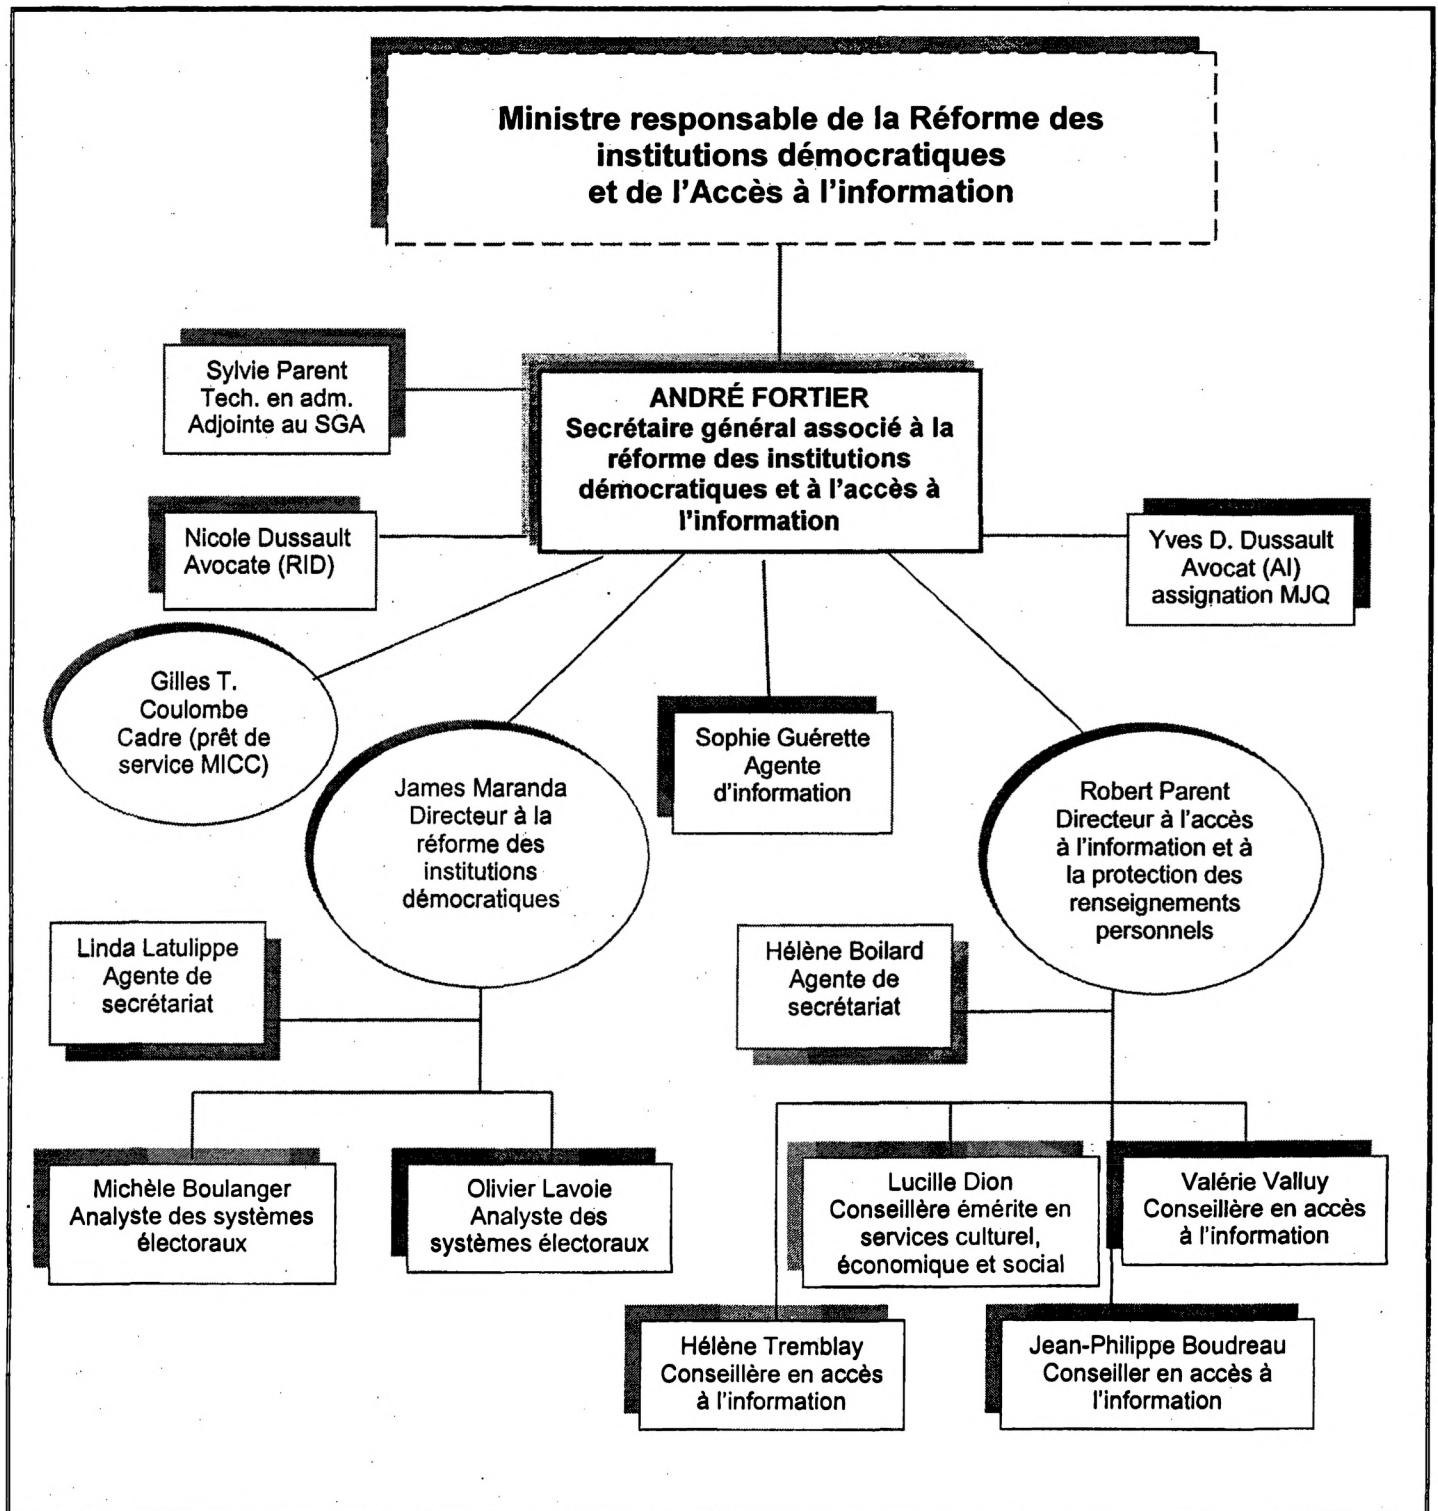 Ministre responsable de la Réforme des
institutions démocratiques
et de l'Accès à l'information
Sylvie Parent
Tech. en adm.
Adjointe au SGA
ANDRÉ FORTIER
Secrétaire général associé à la
réforme des institutions
démocratiques et à l'accès à
l'information
Nicole Dussault
Avocate (RID)
Yves D. Dussault
Avocat (AI)
assignation MJQ
Gilles T.
Coulombe
Cadre (prêt de
service MICC)
James Maranda
Directeur à la
réforme des
institutions
démocratiques
Sophie Guérette
Agente
d'information
Robert Parent
Directeur à l'accès
à l'information et à
la protection des
renseignements
personnels
Linda Latulippe
Agente de
secrétariat
Hélène Boilard
Agente de
secrétariat
Michèle Boulanger
Analyste des systèmes
électoraux
Olivier Lavoie
Analyste des
systèmes électoraux
Lucille Dion
Conseillère émérite en
services culturel,
économique et social
Valérie Valluy
Conseillère en accès
à l'information
Hélène Tremblay
Conseillère en accès
à l'information
Jean-Philippe Boudreau
Conseiller en accès à
l'information